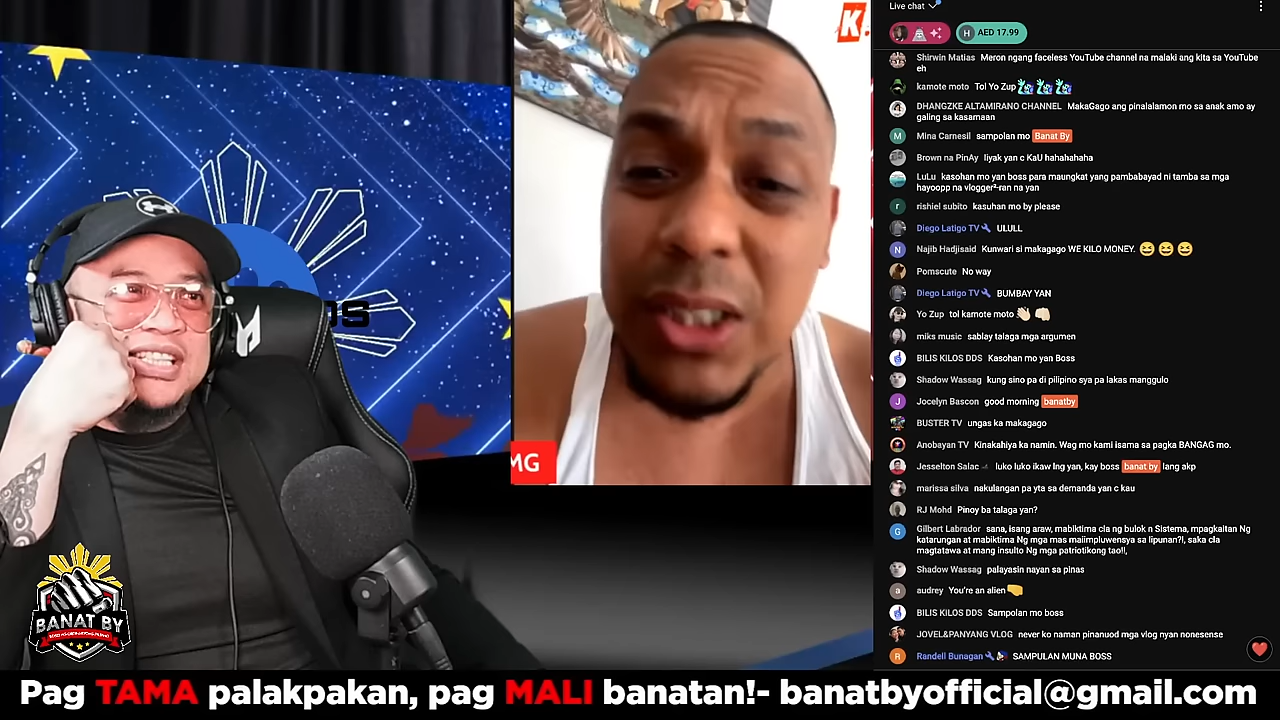 K
OS
MG
BANAT BY
Live chat
H AED 17.99
Shirwin Matias Meron ngang faceless YouTube channel na malaki ang kita sa YouTube
eh
kamote moto Tol Yo Zup
DHANGZKE ALTAMIRANO CHANNEL MakaGago ang pinalalamon mo sa anak amo ay
galing sa kasamaan
M Mina Carnesil sampolan mo Banat By
Brown na PinAy Iiyak yan c KaU hahahahaha
LuLu kasohan mo yan boss para maungkat yang pambabayad ni tamba sa mga
hayoopp na vlogger²-ran na yan
r rishiel subito kasuhan mo by please
Diego Latigo TV ULULL
N Najib Hadjisaid Kunwari si makagago WE KILO MONEY.
Pomscute No way
Diego Latigo TV BUMBAY YAN
Yo Zup tol kamote moto
miks music sablay talaga mga argumen
BILIS KILOS DDS Kasohan mo yan Boss
Shadow Wassag kung sino pa di pilipino sya pa lakas manggulo
J Jocelyn Bascon good morning banatby
BUSTER TV ungas ka makagago
Anobayan TV Kinakahiya ka namin. Wag mo kami isama sa pagka BANGAG mo.
Jesselton Salac luko luko ikaw lng yan, kay boss banat by lang akp
marissa silva nakulangan pa yta sa demanda yan c kau
RJ Mohd Pinoy ba talaga yan?
G Gilbert Labrador sana, isang araw, mabiktima cla ng bulok n Sistema, mpagkaitan Ng
katarungan at mabiktima Ng mga mas maiimpluwensya sa lipunan?!, saka cla
magtatawa at mang insulto Ng mga patriotikong tao!!,
Shadow Wassag palayasin nayan sa pinas
a audrey You're an alien
BILIS KILOS DDS Sampolan mo boss
JOVEL&PANYANG VLOG never ko naman pinanuod mga vlog nyan nonesense
R Randell Bunagan SAMPULAN MUNA BOSS
Pag TAMA palakpakan, pag MALI banatan!- banatbyofficial@gmail.com